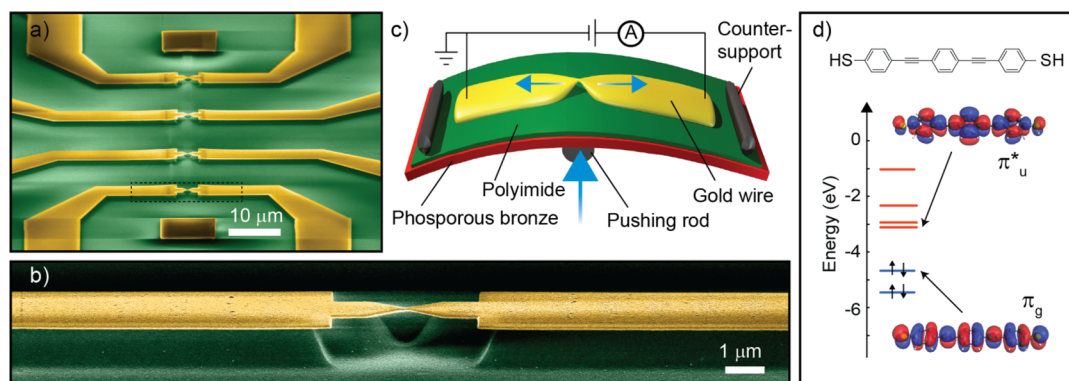 a)
10 μm
b)
1 μm
c)
A
Counter-
support
Polyimide
Phosporous bronze
Gold wire
Pushing rod
d)
HS
SH
Energy (eV)
0
-2
-4
-6
π*u
πg